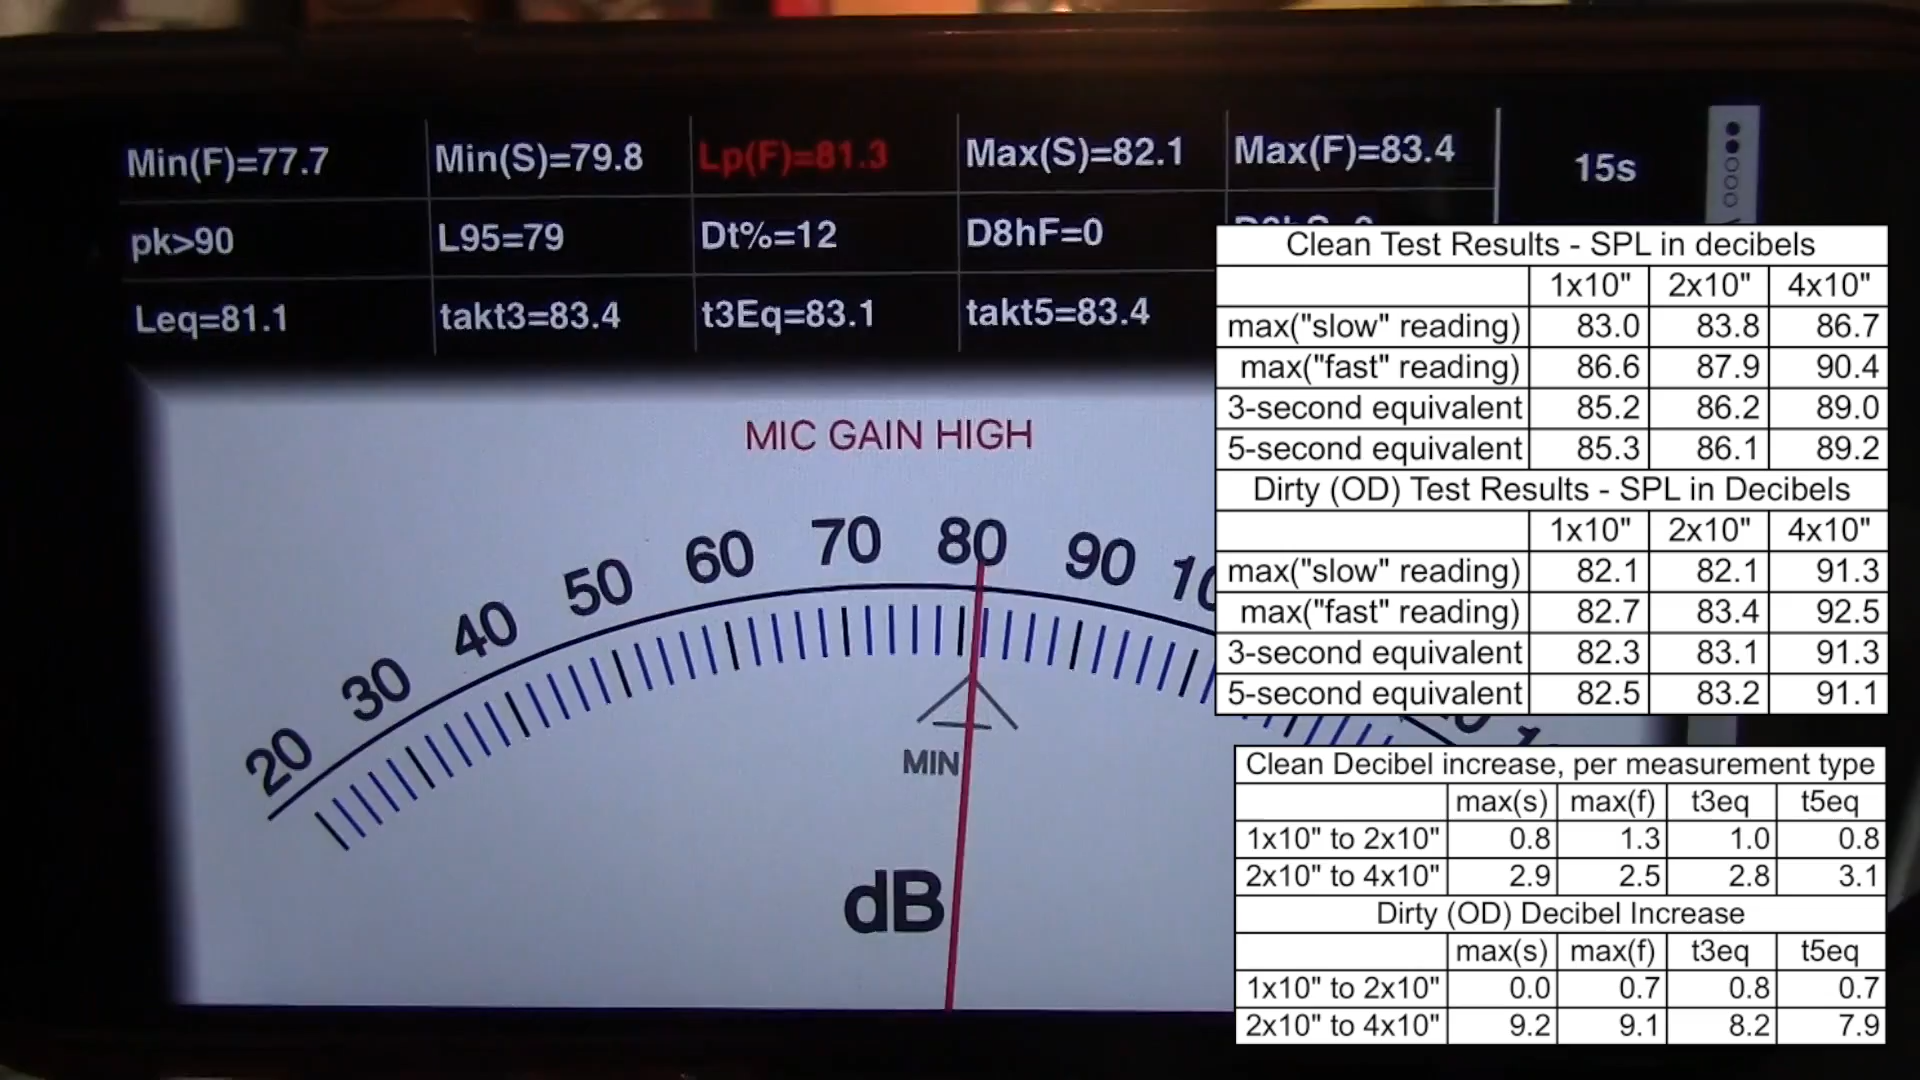 Min(F)=77.7 Min(S)=79.8 Lp(F)=81.3 Max(S)=82.1 Max(F)=83.4 15s
pk>90 L95=79 Dt%=12 D8hF=0
Leq=81.1 takt3=83.4 t3Eq=83.1 takt5=83.4
MIC GAIN HIGH
20 30 40 50 60 70 80 90
MIN
dB
Clean Test Results - SPL in decibels
1x10" 2x10" 4x10"
max("slow" reading) 83.0 83.8 86.7
max("fast" reading) 86.6 87.9 90.4
3-second equivalent 85.2 86.2 89.0
5-second equivalent 85.3 86.1 89.2
Dirty (OD) Test Results - SPL in Decibels
1x10" 2x10" 4x10"
max("slow" reading) 82.1 82.1 91.3
max("fast" reading) 82.7 83.4 92.5
3-second equivalent 82.3 83.1 91.3
5-second equivalent 82.5 83.2 91.1
Clean Decibel increase, per measurement type
max(s) max(f) t3eq t5eq
1x10" to 2x10" 0.8 1.3 1.0 0.8
2x10" to 4x10" 2.9 2.5 2.8 3.1
Dirty (OD) Decibel Increase
max(s) max(f) t3eq t5eq
1x10" to 2x10" 0.0 0.7 0.8 0.7
2x10" to 4x10" 9.2 9.1 8.2 7.9